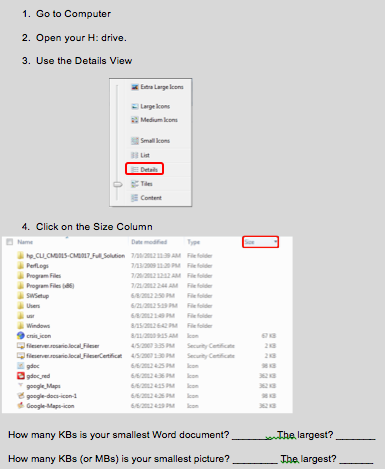 1. Go to Computer
2. Open your H: drive.
3. Use the Details View
Extra Large Icons
Large Icons
Medium Icons
Small Icons
List
Details
Tiles
Content
4. Click on the Size Column
Name Date modified Type Size
hp_CLJ_CM1015-CM1017_Full_Solution 7/10/2012 11:38 AM File folder
PerfLogs 7/13/2009 11:20 PM File folder
Program Files 7/20/2012 12:12 AM File folder
Program Files (x86) 7/21/2012 2:44 AM File folder
SWSetup 6/8/2012 2:50 PM File folder
Users 6/21/2012 5:19 PM File folder
usr 6/8/2012 1:49 PM File folder
Windows 8/15/2012 6:42 PM File folder
crsis_icon 8/11/2010 9:15 AM Icon 67 KB
fileserver.rosario.local_Fileser 4/5/2007 3:35 PM Security Certificate 2 KB
fileserver.rosario.local_FileserCertificat 4/5/2007 1:30 PM Security Certificate 2 KB
gdoc 6/6/2012 4:25 PM Icon 98 KB
gdoc_red 6/6/2012 4:36 PM Icon 362 KB
google_Maps 6/6/2012 4:15 PM Icon 362 KB
google-docs-icon-1 6/6/2012 4:26 PM Icon 98 KB
Google-Maps-icon 6/6/2012 4:19 PM Icon 362 KB
How many KBs is your smallest Word document? ______ The largest? ______
How many KBs (or MBs) is your smallest picture? ______ The largest? ______